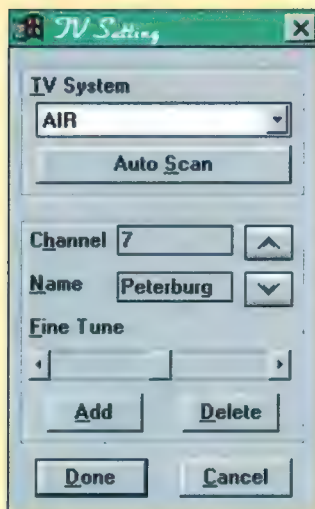 TV Setting
TV System
AIR
Auto Scan
Channel 7
Name Peterburg
Fine Tune
Add Delete
Done Cancel